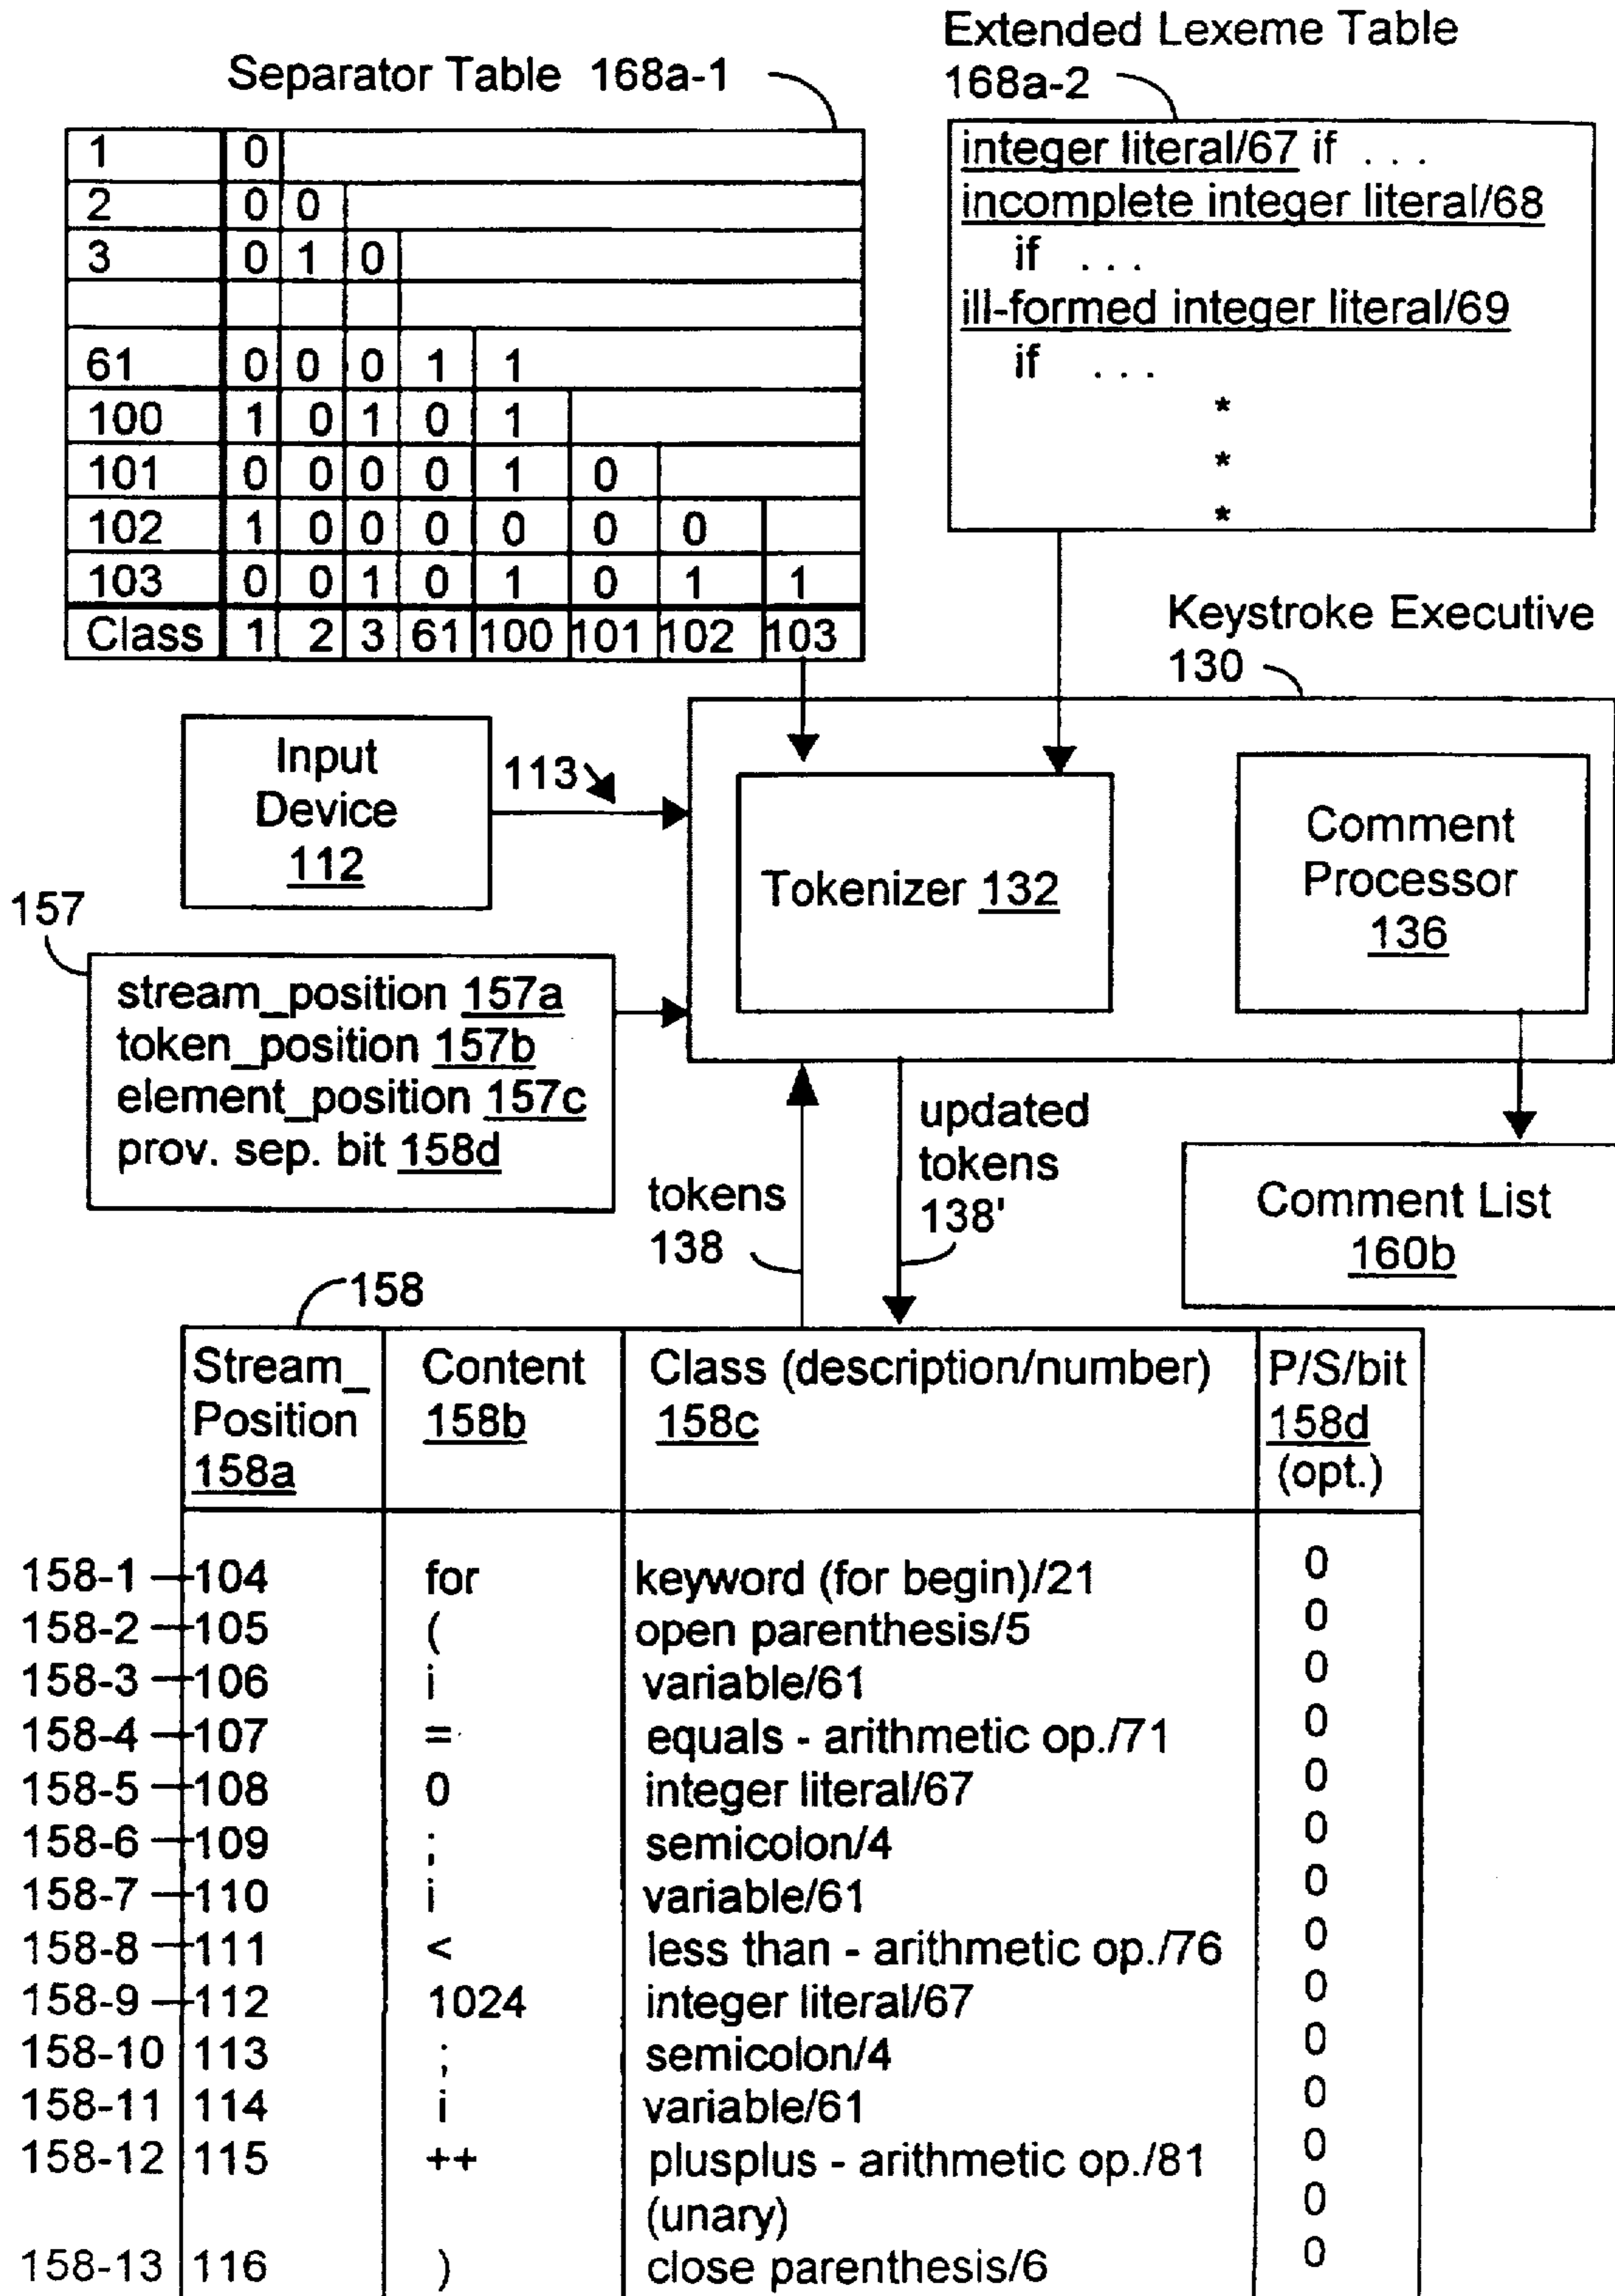 Separator Table 168a-1
1 0
2 0 0
3 0 1 0
61 0 0 0 1 1
100 1 0 1 0 1
101 0 0 0 0 1 0
102 1 0 0 0 0 0 0
103 0 0 1 0 1 0 1 1
Class 1 2 3 61 100 101 102 103
Extended Lexeme Table
168a-2
integer literal/67 if . . .
incomplete integer literal/68
if . . .
ill-formed integer literal/69
if . . .
*
*
*
Keystroke Executive
130
Input
Device
112
113
Tokenizer 132
Comment
Processor
136
157
stream_position 157a
token_position 157b
element_position 157c
prov. sep. bit 158d
tokens
138
updated
tokens
138'
Comment List
160b
158
Stream_
Position
158a
Content
158b
Class (description/number)
158c
P/S/bit
158d
(opt.)
158-1 104 for keyword (for begin)/21 0
158-2 105 ( open parenthesis/5 0
158-3 106 i variable/61 0
158-4 107 = equals - arithmetic op./71 0
158-5 108 0 integer literal/67 0
158-6 109 ; semicolon/4 0
158-7 110 i variable/61 0
158-8 111 < less than - arithmetic op./76 0
158-9 112 1024 integer literal/67 0
158-10 113 ; semicolon/4 0
158-11 114 i variable/61 0
158-12 115 ++ plusplus - arithmetic op./81 0
(unary) 0
158-13 116 ) close parenthesis/6 0